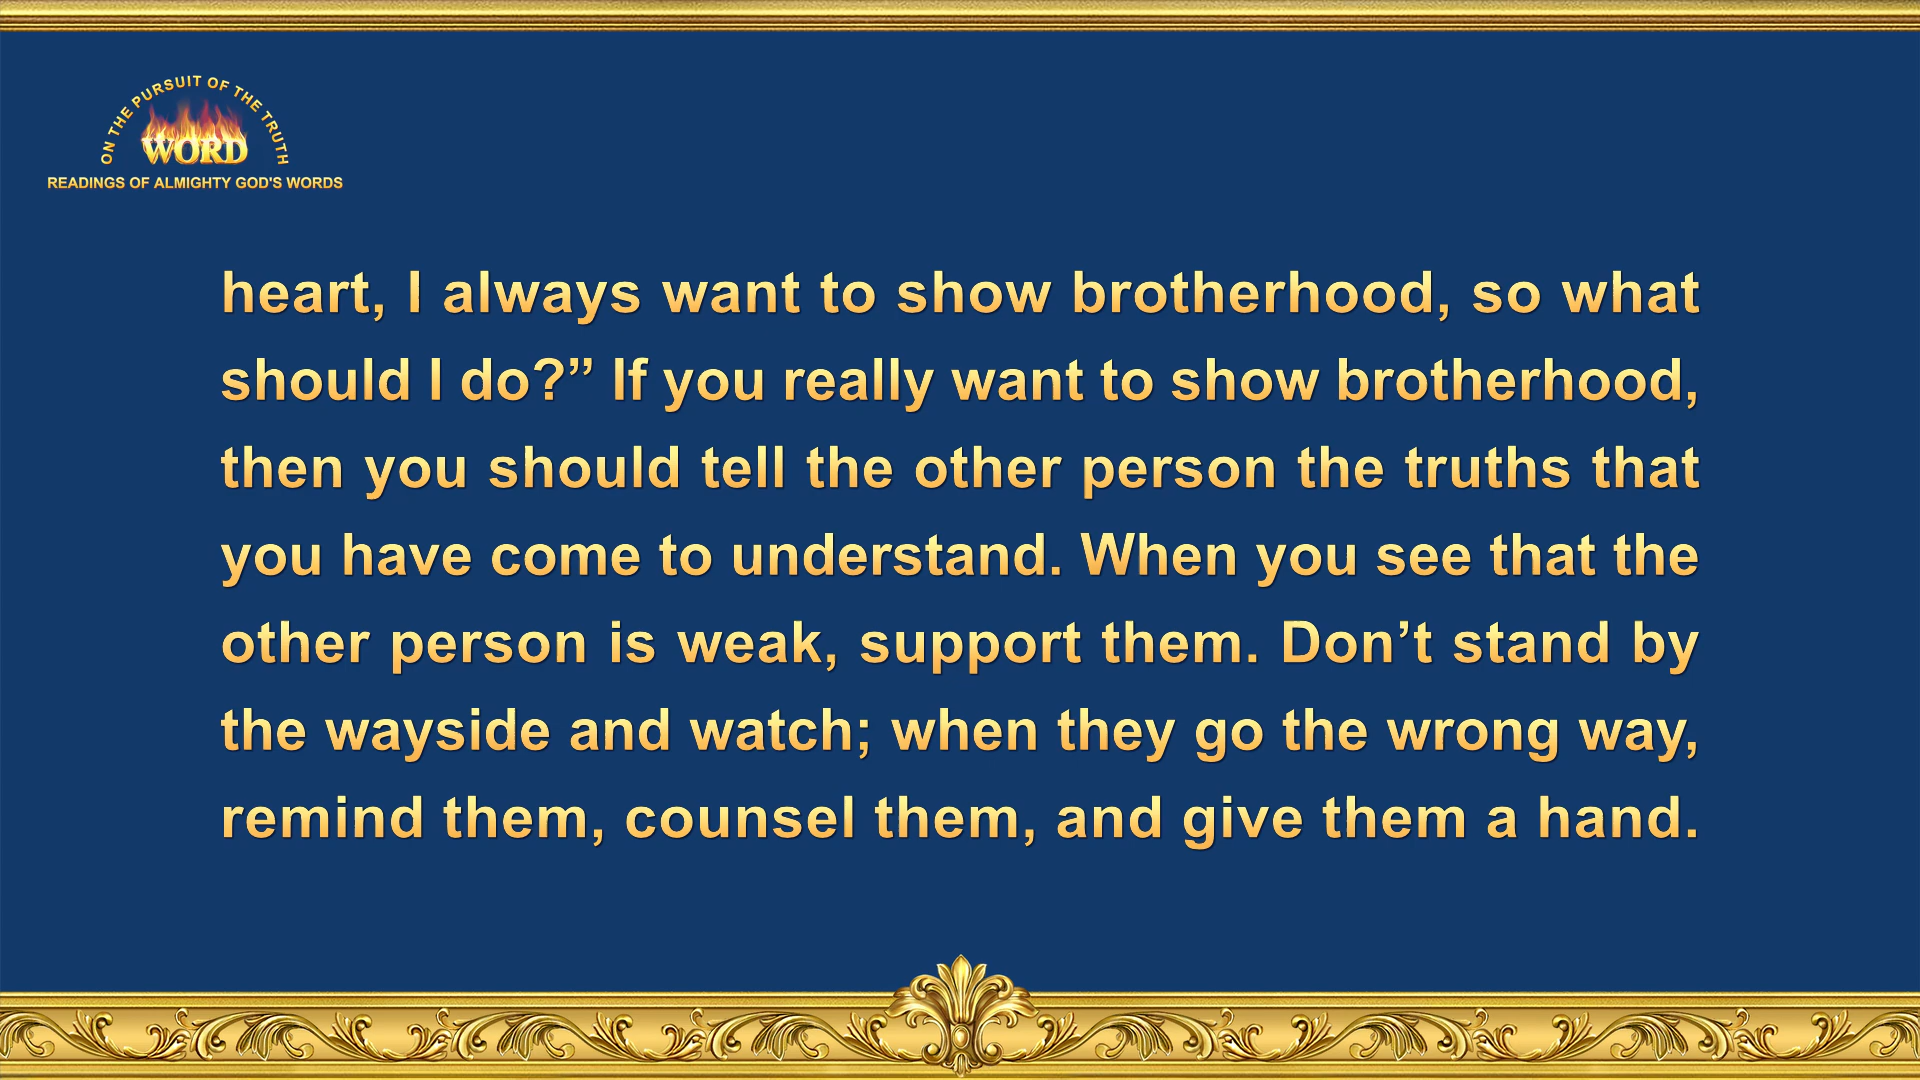 ON THE PURSUIT OF THE TRUTH
WORD
READINGS OF ALMIGHTY GOD'S WORDS
heart, I always want to show brotherhood, so what
should I do?” If you really want to show brotherhood,
then you should tell the other person the truths that
you have come to understand. When you see that the
other person is weak, support them. Don’t stand by
the wayside and watch; when they go the wrong way,
remind them, counsel them, and give them a hand.